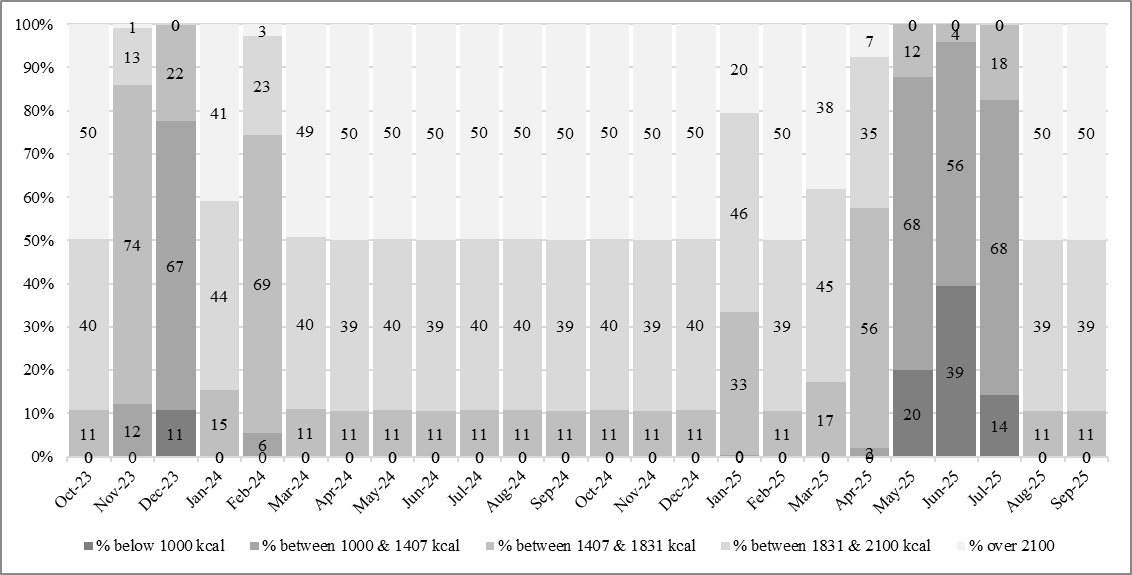 100% 1 0 3 0 0 0
4
7
90% 13 22 20 12 18
23
80% 41 38
50 49 50 50 50 50 50 50 50 50 50 50 35 50 50
70%
60% 56
50% 74 67 46 68 68
40% 44 69 45
30% 40 40 39 40 39 40 40 39 40 39 40 39 56 39 39 39
20% 33
10% 11 12 11 15 6 11 11 11 11 11 11 11 11 11 11 11 17 2 20 14 11 11
0% 0 0 0 0 0 0 0 0 0 0 0 0 0 0 0 0 0 0 0
Oct-23 Nov-23 Dec-23 Jan-24 Feb-24 Mar-24 Apr-24 May-24 Jun-24 Jul-24 Aug-24 Sep-24 Oct-24 Nov-24 Dec-24 Jan-25 Feb-25 Mar-25 Apr-25 May-25 Jun-25 Jul-25 Aug-25 Sep-25
% below 1000 kcal % between 1000 & 1407 kcal % between 1407 & 1831 kcal % between 1831 & 2100 kcal % over 2100